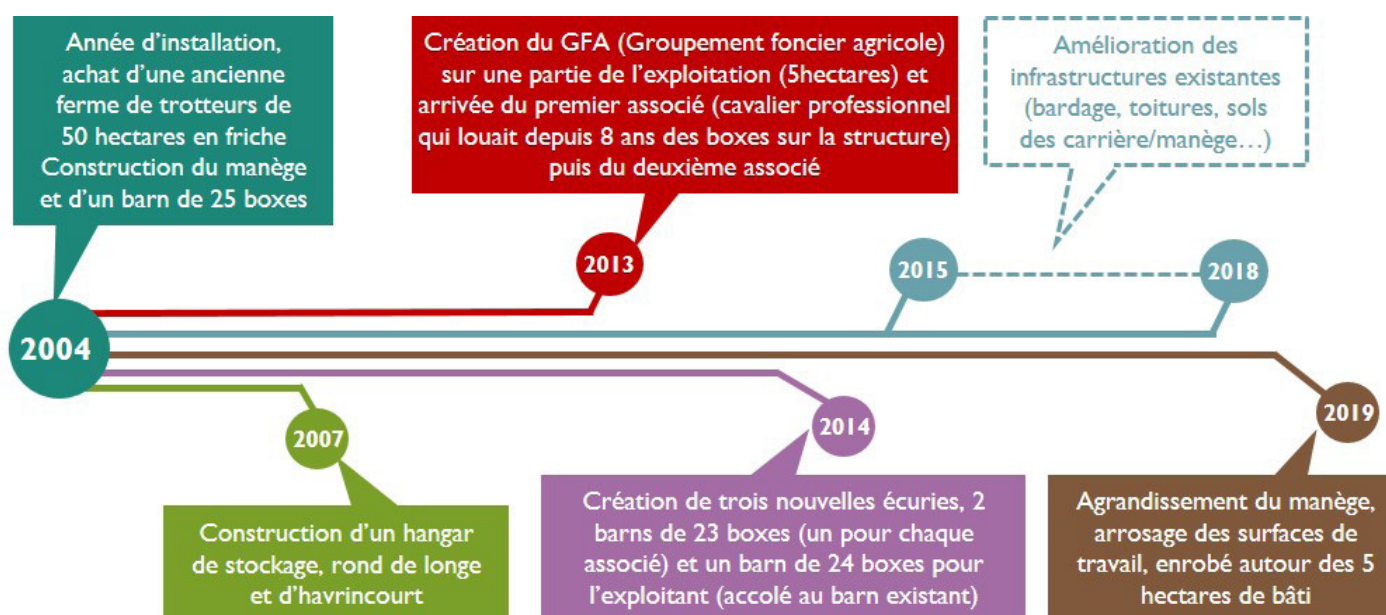 Année d'installation,
achat d'une ancienne
ferme de trotteurs de
50 hectares en friche
Construction du manège
et d'un barn de 25 boxes
Création du GFA (Groupement foncier agricole)
sur une partie de l'exploitation (5hectares) et
arrivée du premier associé (cavalier professionnel
qui louait depuis 8 ans des boxes sur la structure)
puis du deuxième associé
Amélioration des
infrastructures existantes
(bardage, toitures, sols
des carrière/manège…)
2013
2015
2018
2004
2007
2014
2019
Construction d'un hangar
de stockage, rond de longe
et d'havrincourt
Création de trois nouvelles écuries, 2
barns de 23 boxes (un pour chaque
associé) et un barn de 24 boxes pour
l'exploitant (accolé au barn existant)
Agrandissement du manège,
arrosage des surfaces de
travail, enrobé autour des 5
hectares de bâti